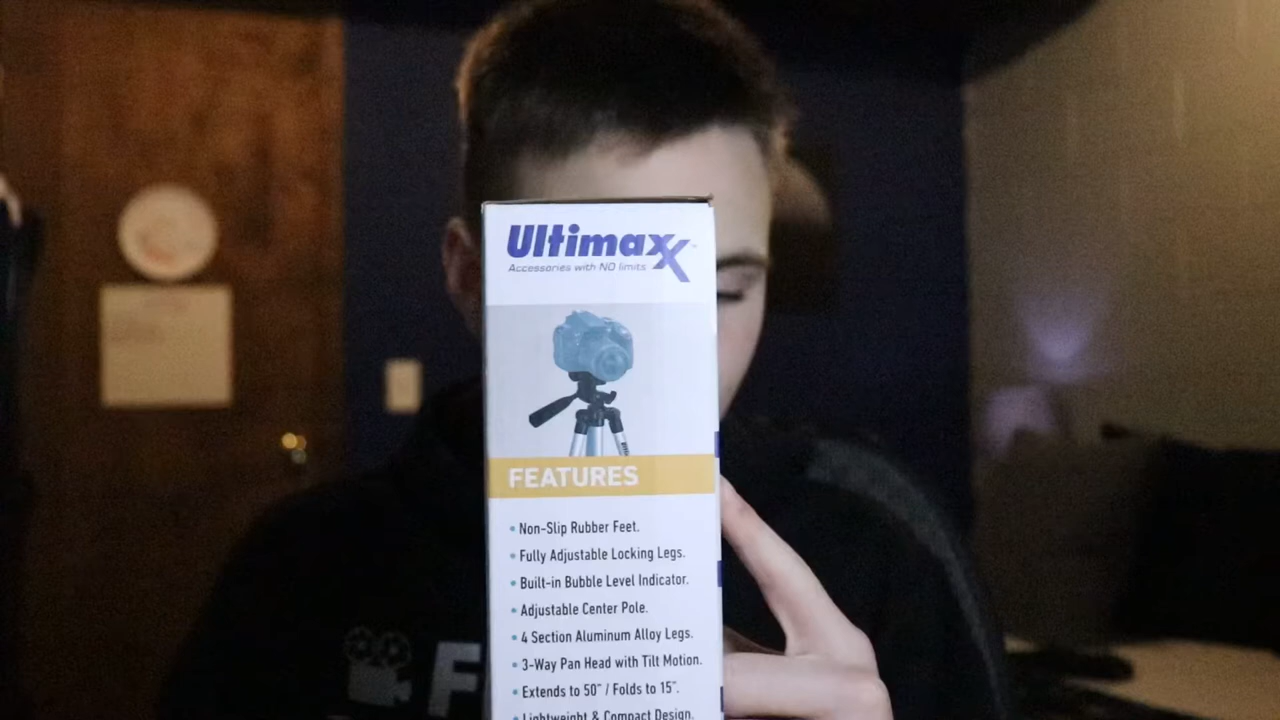 Ultimaxx
Accessories with NO limits
FEATURES
• Non-Slip Rubber Feet.
• Fully Adjustable Locking Legs.
• Built-in Bubble Level Indicator.
• Adjustable Center Pole.
• 4 Section Aluminum Alloy Legs.
• 3-Way Pan Head with Tilt Motion.
• Extends to 50" / Folds to 15".
• Lightweight & Compact Design.
F